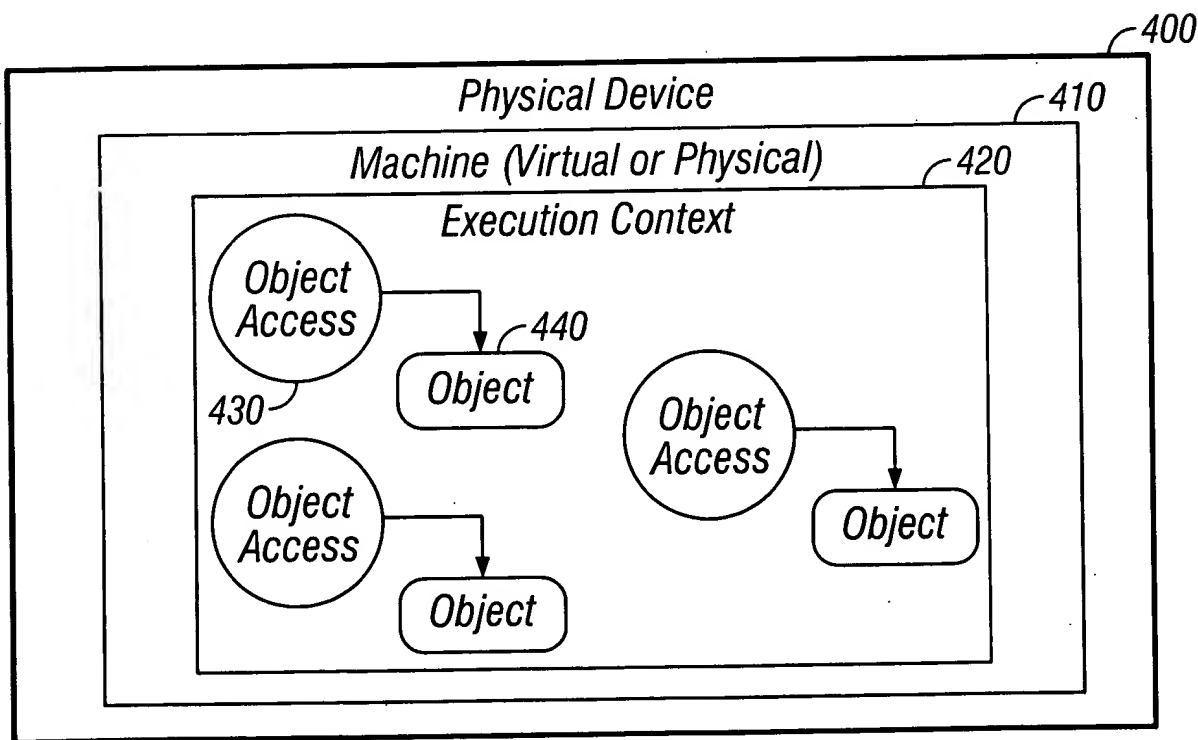 400
Physical Device
410
Machine (Virtual or Physical)
420
Execution Context
Object
Access
430
440
Object
Object
Access
Object
Object
Access
Object